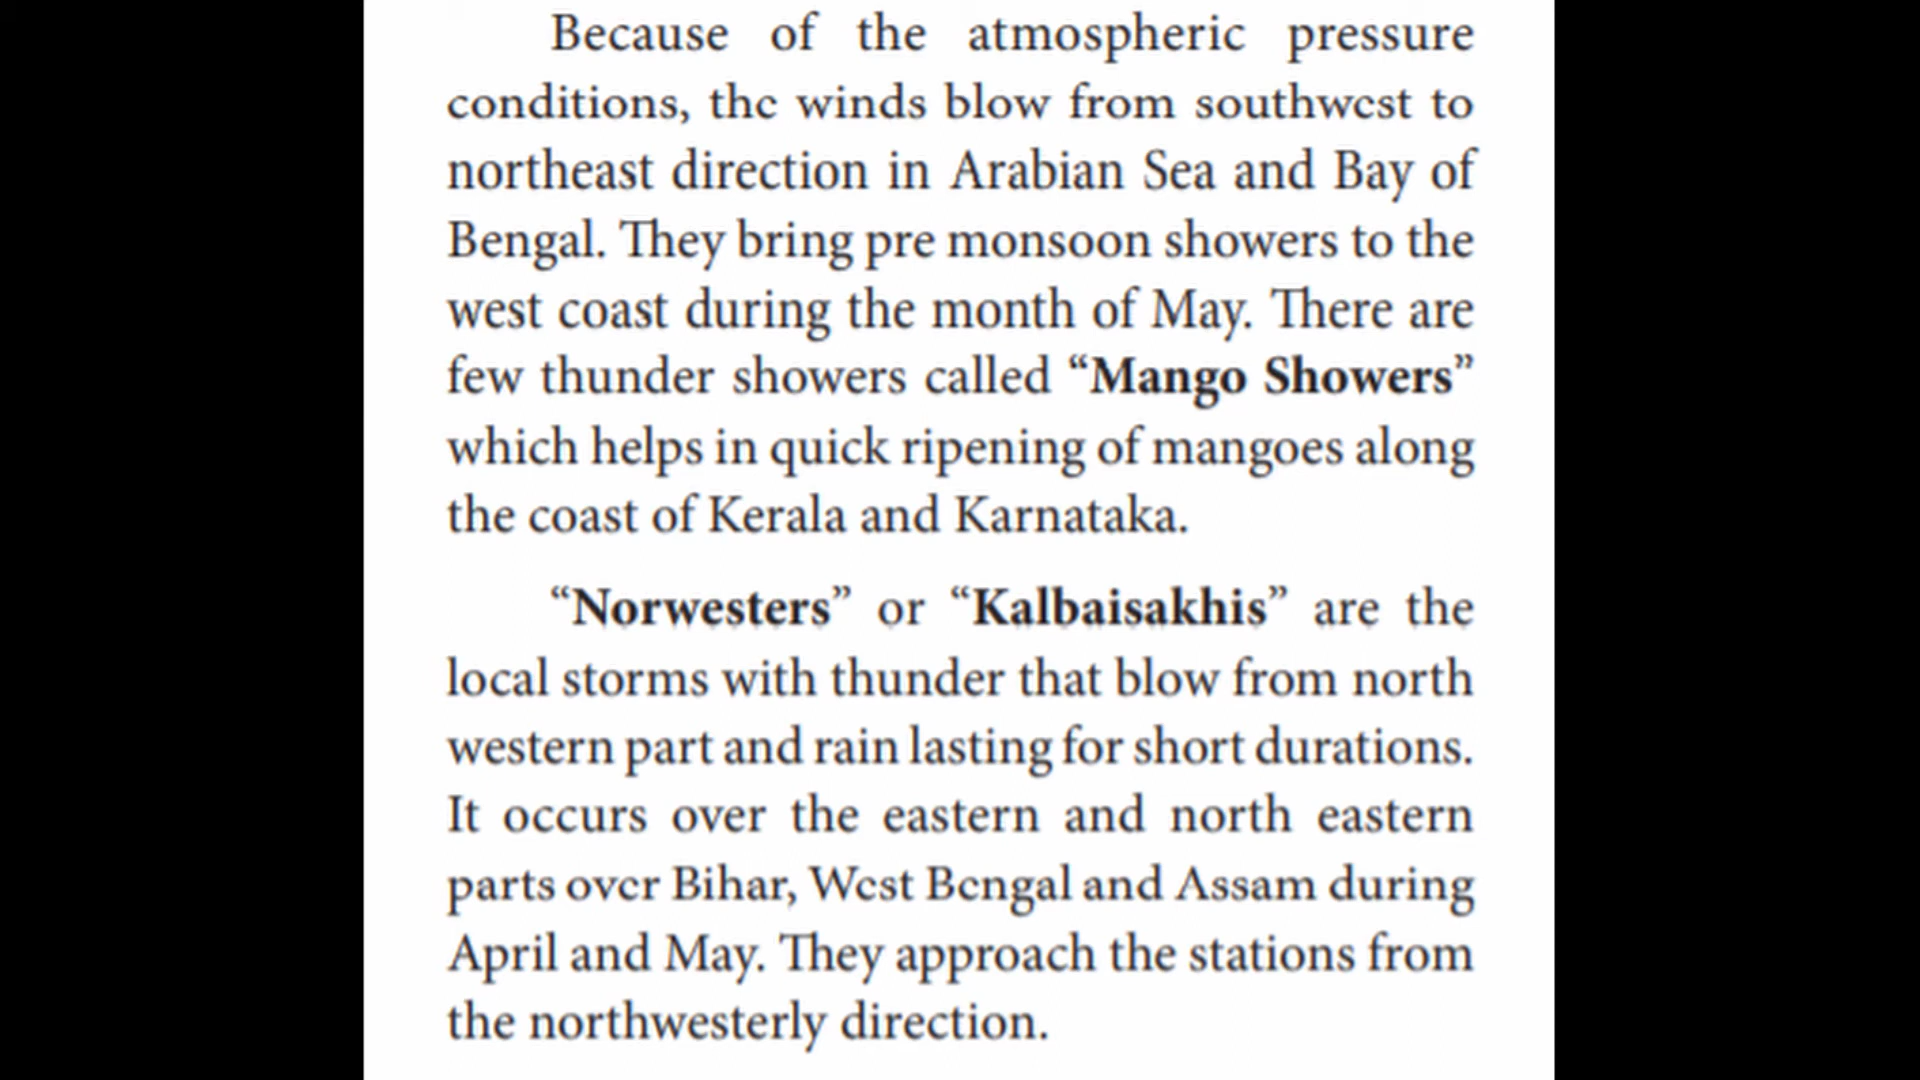 Because of the atmospheric pressure
conditions, the winds blow from southwest to
northeast direction in Arabian Sea and Bay of
Bengal. They bring pre monsoon showers to the
west coast during the month of May. There are
few thunder showers called “Mango Showers”
which helps in quick ripening of mangoes along
the coast of Kerala and Karnataka.
“Norwesters” or “Kalbaisakhis” are the
local storms with thunder that blow from north
western part and rain lasting for short durations.
It occurs over the eastern and north eastern
parts over Bihar, West Bengal and Assam during
April and May. They approach the stations from
the northwesterly direction.